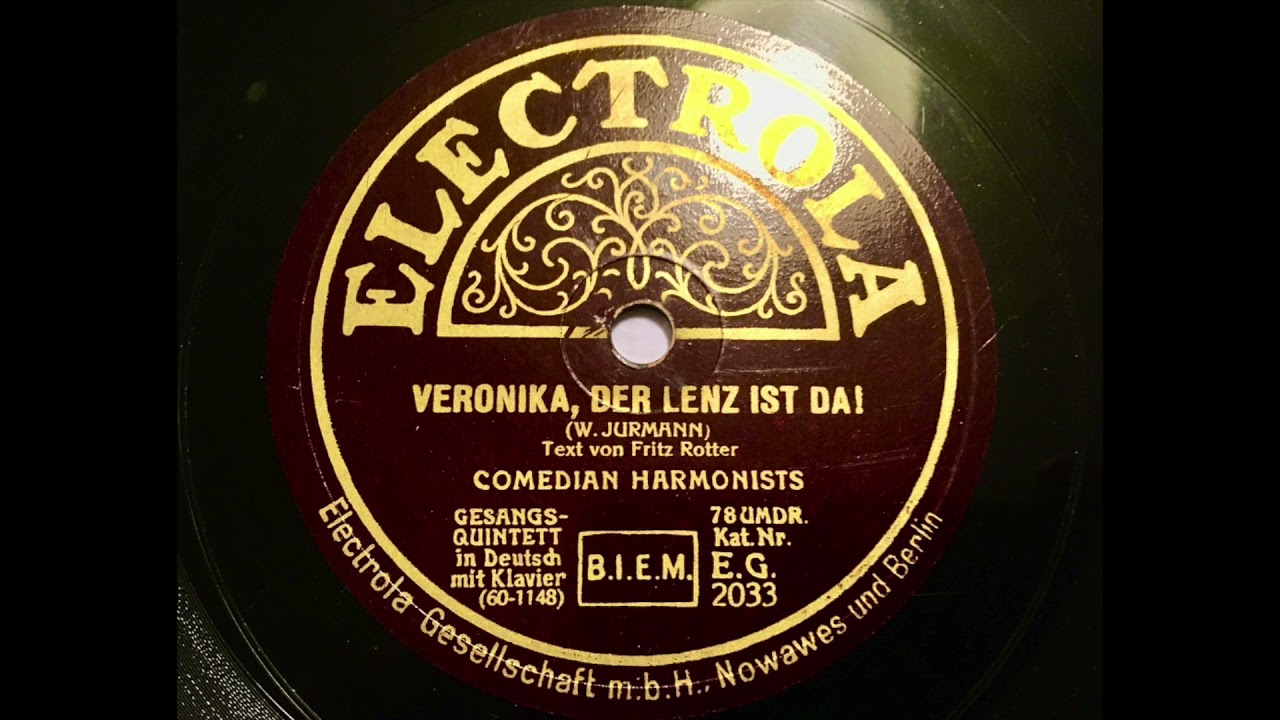 ELECTROLA
VERONIKA, DER LENZ IST DA!
(W. JURMANN)
Text von Fritz Rotter
COMEDIAN HARMONISTS
GESANGS-
QUINTETT
in Deutsch
mit Klavier
(60-1148)
B.I.E.M.
78 UMDR.
Kat. Nr.
E.G.
2033
Electrola Gesellschaft m.b.H., Nowawes und Berlin